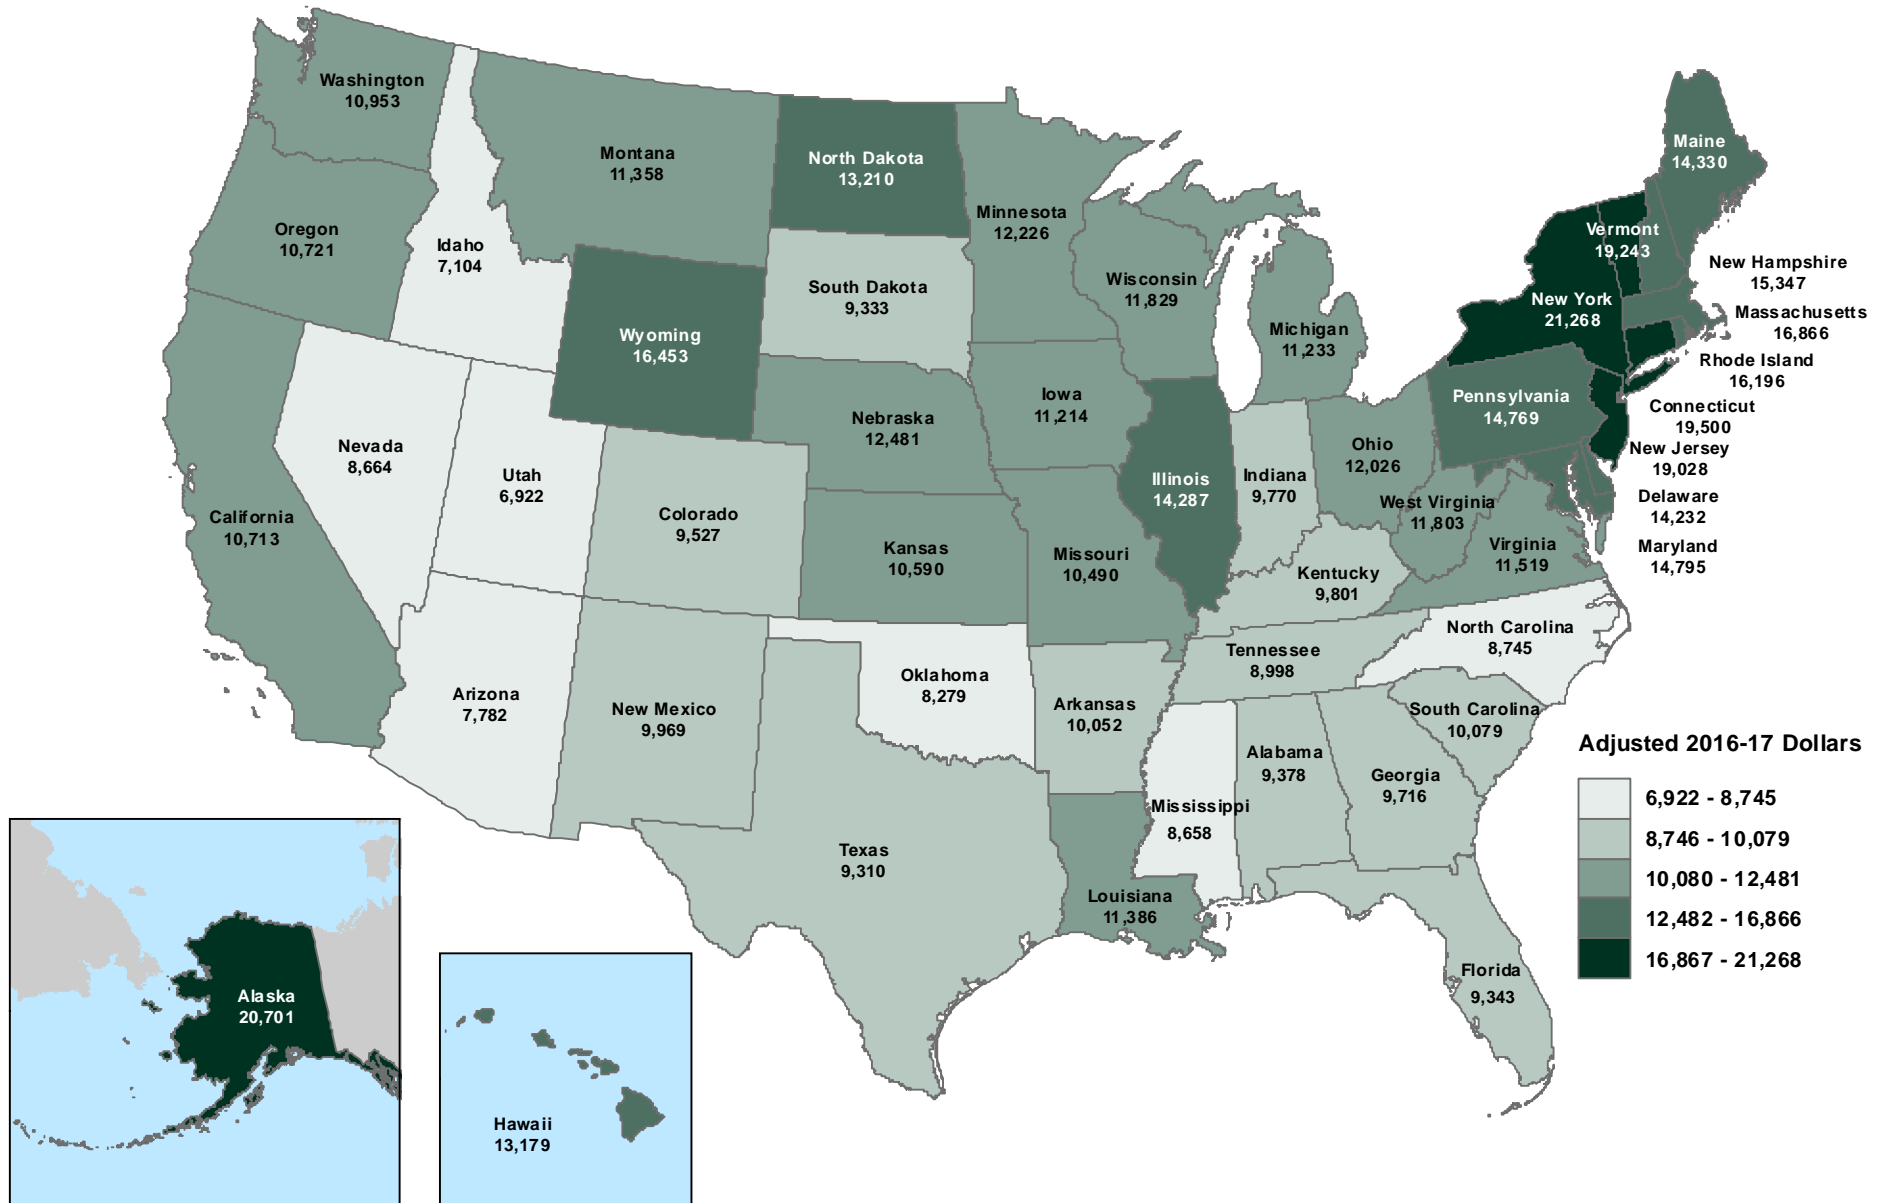 Washington
10,953
Oregon
10,721
California
10,713
Idaho
7,104
Nevada
8,664
Utah
6,922
Arizona
7,782
Montana
11,358
Wyoming
16,453
Colorado
9,527
New Mexico
9,969
North Dakota
13,210
South Dakota
9,333
Nebraska
12,481
Kansas
10,590
Oklahoma
8,279
Texas
9,310
Minnesota
12,226
Iowa
11,214
Missouri
10,490
Arkansas
10,052
Louisiana
11,386
Wisconsin
11,829
Illinois
14,287
Michigan
11,233
Indiana
9,770
Ohio
12,026
Kentucky
9,801
Tennessee
8,998
Mississippi
8,658
Alabama
9,378
Georgia
9,716
Florida
9,343
South Carolina
10,079
North Carolina
8,745
West Virginia
11,803
Virginia
11,519
Pennsylvania
14,769
New York
21,268
Vermont
19,243
Maine
14,330
New Hampshire
15,347
Massachusetts
16,866
Rhode Island
16,196
Connecticut
19,500
New Jersey
19,028
Delaware
14,232
Maryland
14,795
Alaska
20,701
Hawaii
13,179
Adjusted 2016-17 Dollars
6,922 - 8,745
8,746 - 10,079
10,080 - 12,481
12,482 - 16,866
16,867 - 21,268